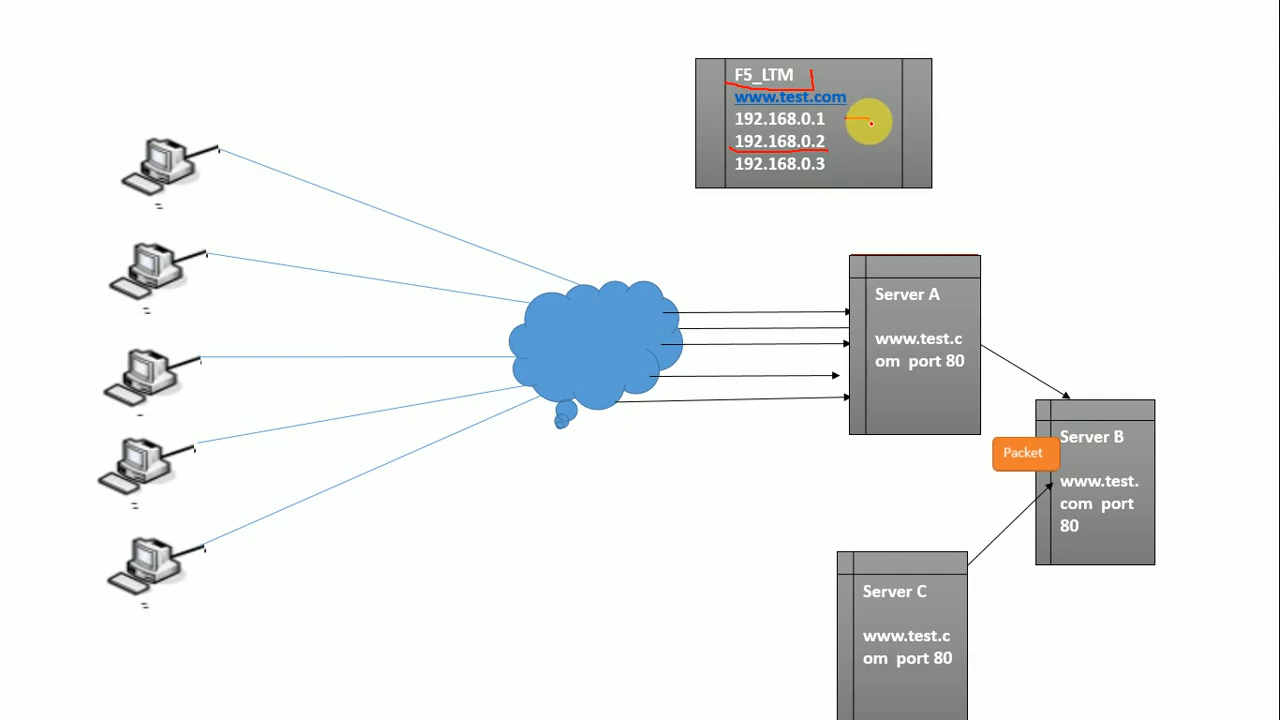 F5_LTM
www.test.com
192.168.0.1
192.168.0.2
192.168.0.3
Server A
www.test.c
om port 80
Packet
Server B
www.test.
com port
80
Server C
www.test.c
om port 80